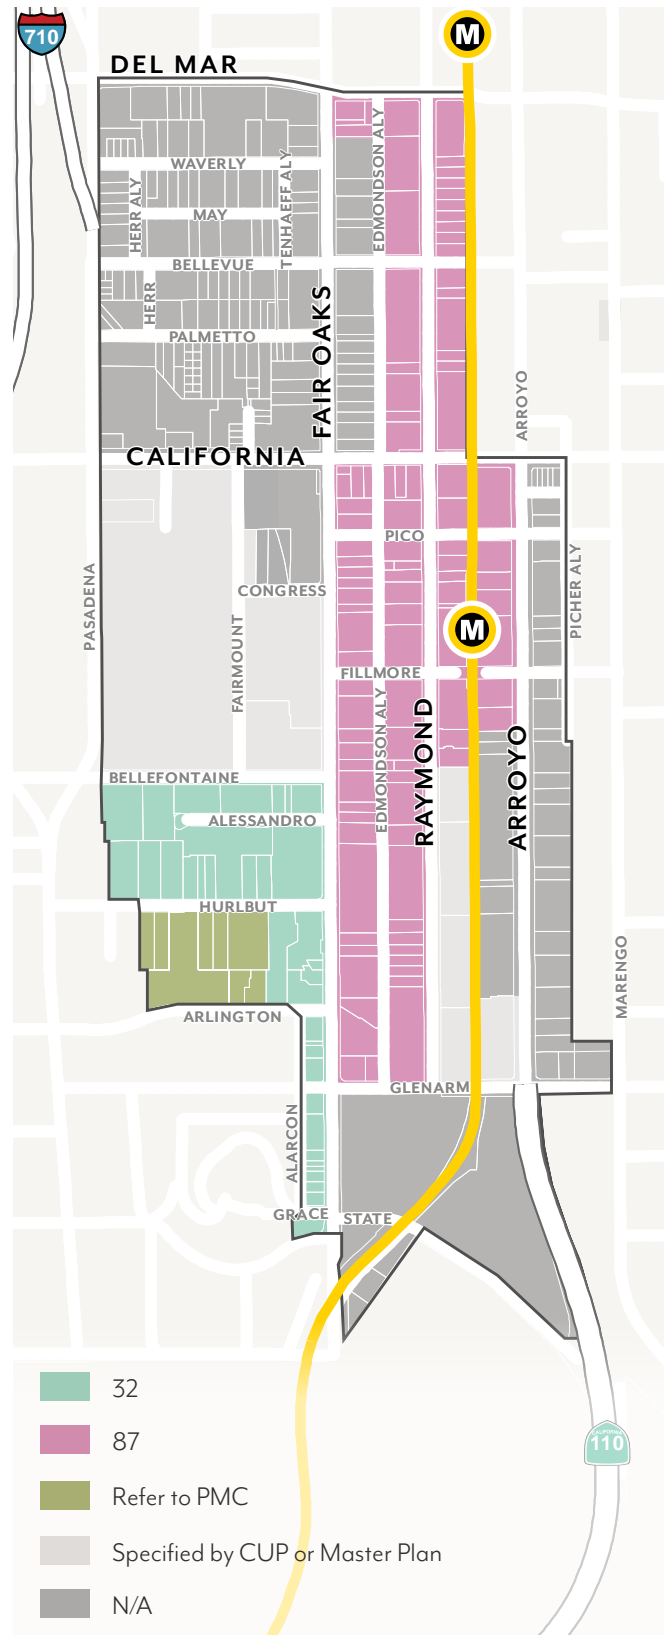 710
M
DEL MAR
WAVERLY
HERR ALY
TENHAEFF ALY
EDMONDSON ALY
MAY
BELLEVUE
HERR
PALMETTO
FAIR OAKS
ARROYO
CALIFORNIA
PICO
PICHER ALY
PASADENA
CONGRESS
FAIRMOUNT
M
FILLMORE
EDMONDSON ALY
RAYMOND
ARROYO
BELLEFONTAINE
ALESSANDRO
HURLBUT
MARENGO
ARLINGTON
GLENARM
ALARCON
GRACE
STATE
32
87
Refer to PMC
Specified by CUP or Master Plan
N/A
CALIFORNIA
110